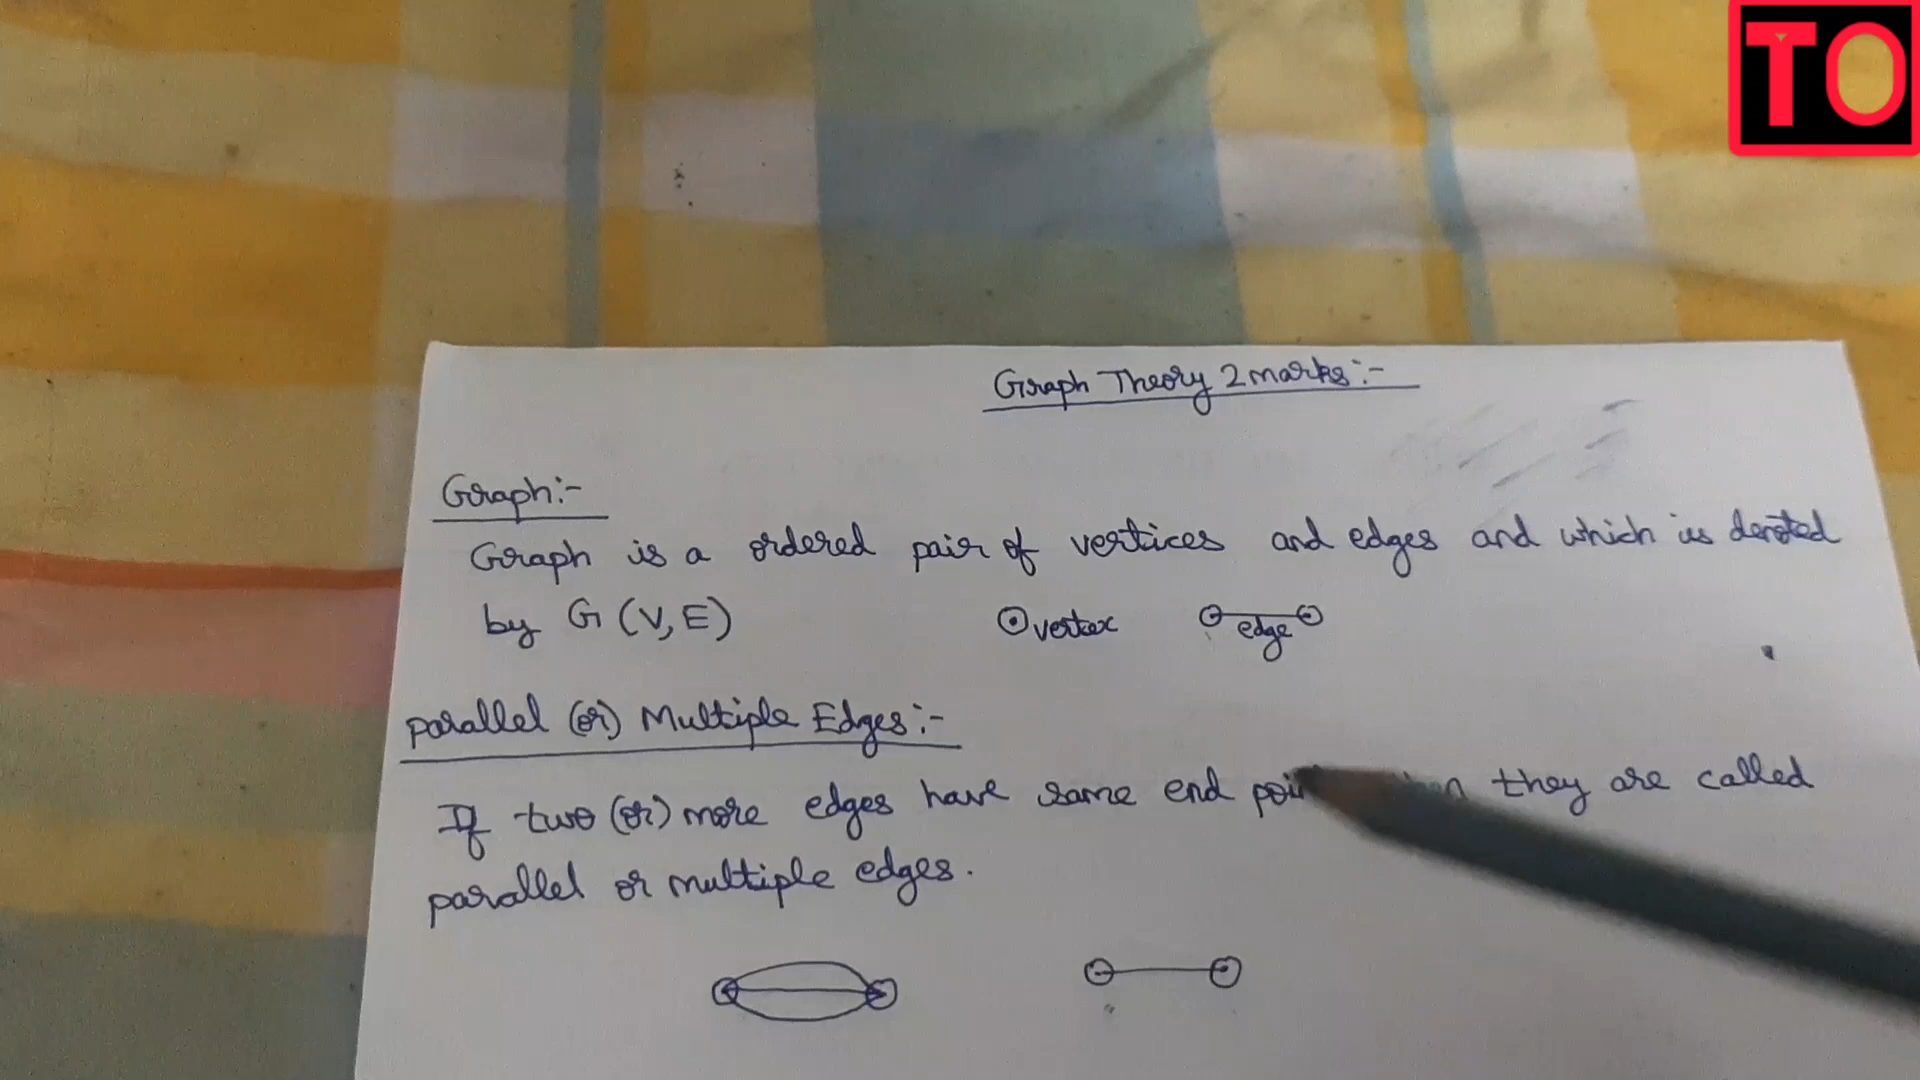 TO
Graph Theory 2 marks:-
Graph:-
Graph is a ordered pair of vertices and edges and which is denoted
by G (V, E) vertex edge
parallel (or) Multiple Edges:-
If two (or) more edges have same end they are called
parallel or multiple edges.